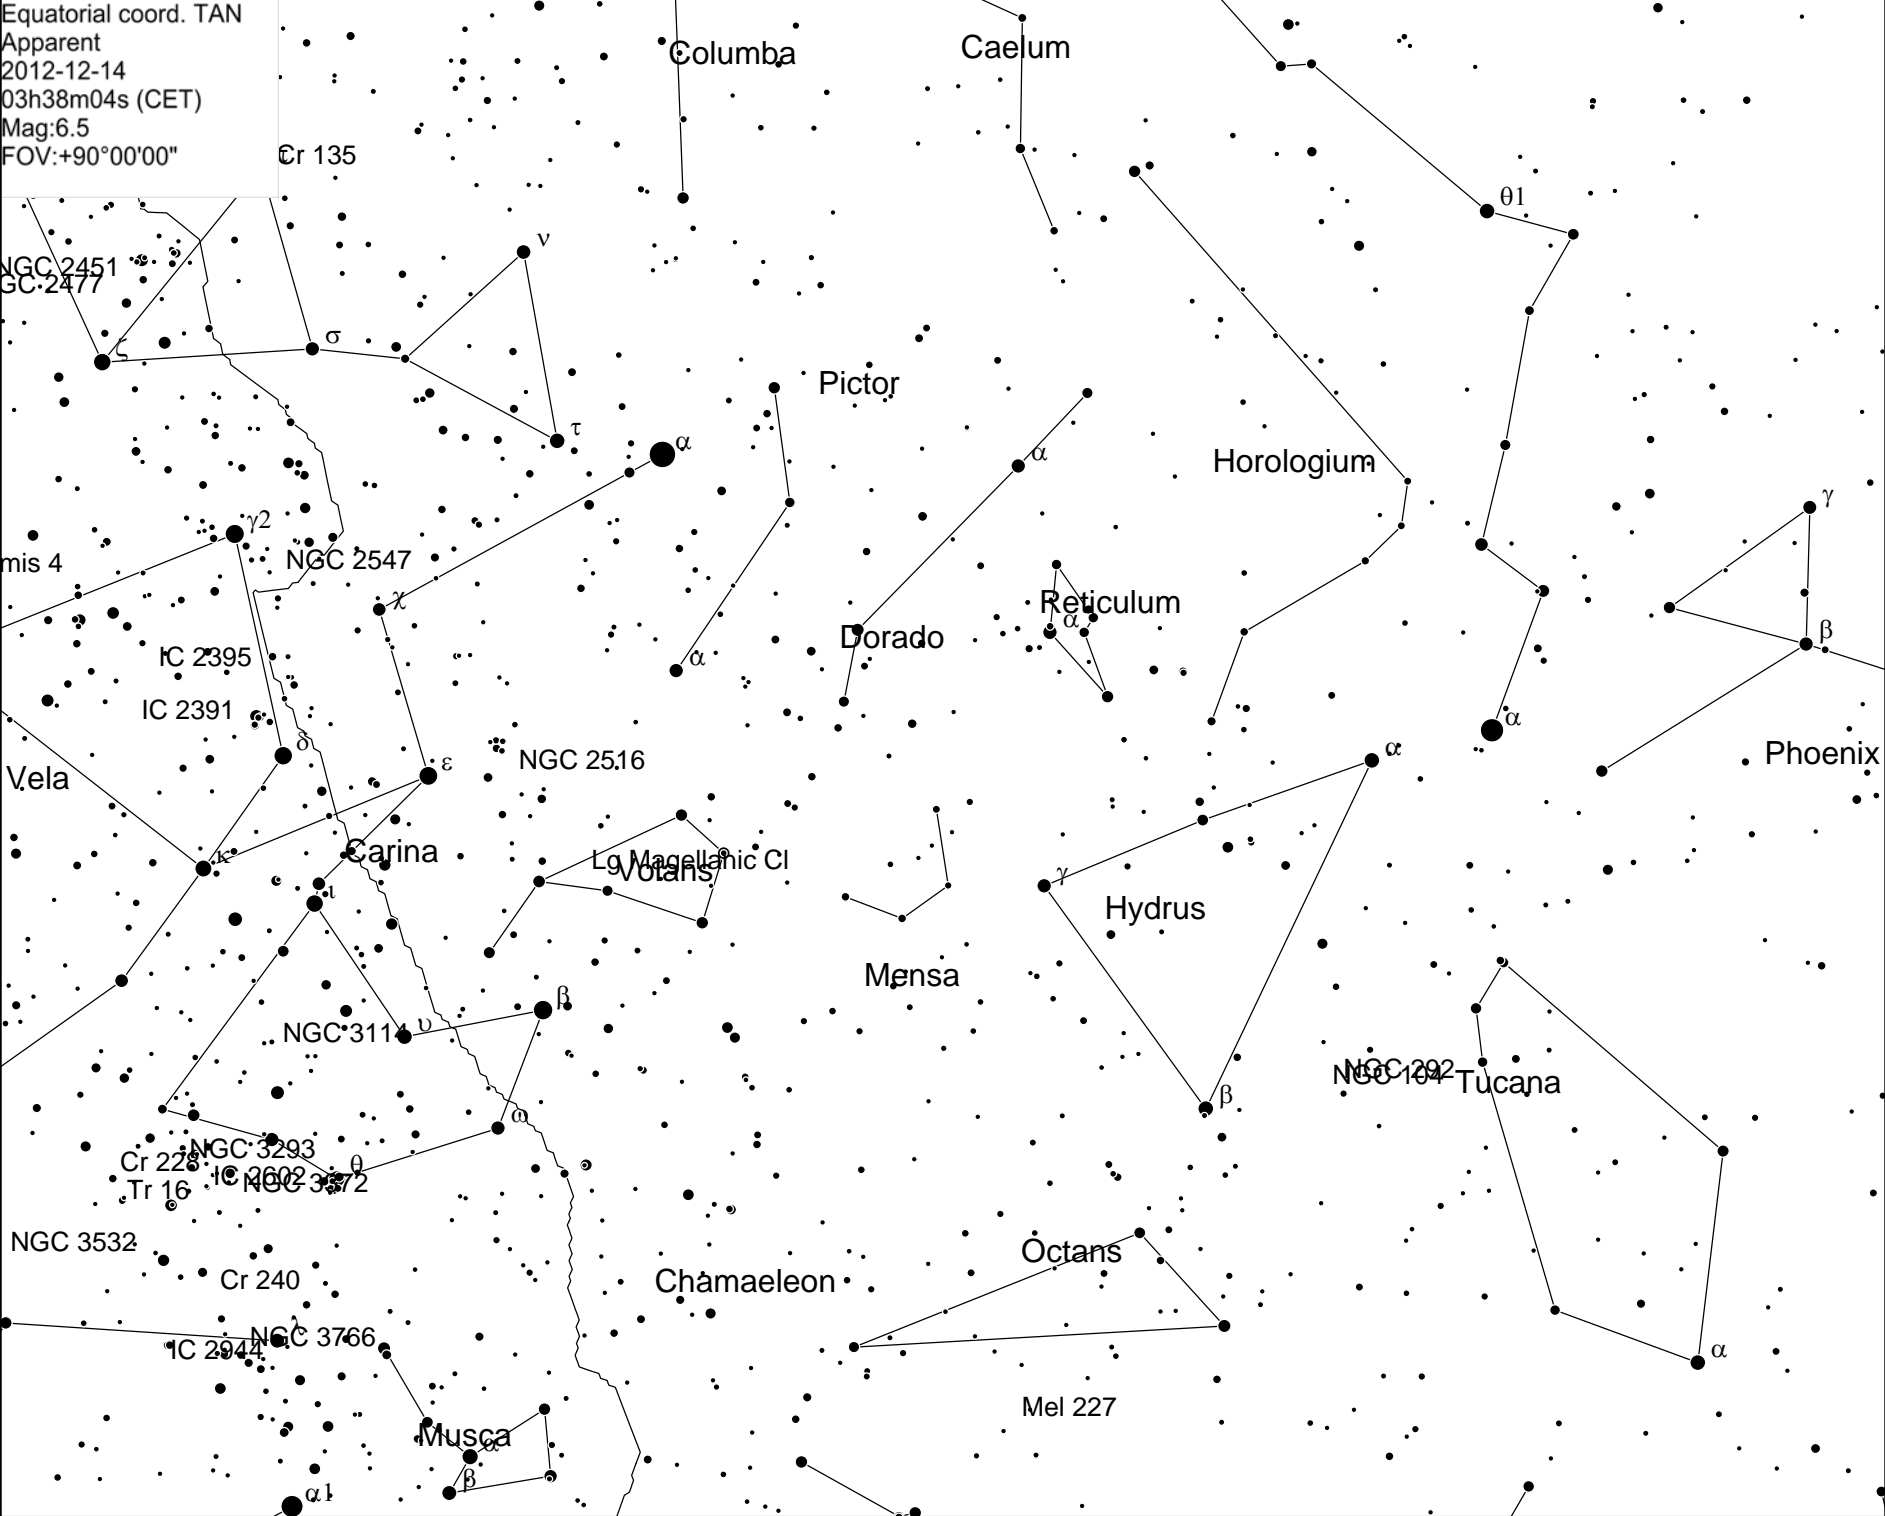 Equatorial coord. TAN
Apparent
2012-12-14
03h38m04s (CET)
Mag:6.5
FOV:+90°00'00"
Columba
Caelum
Cr 135
θ1
ν
NGC 2451
GC 2477
ζ
σ
Pictor
τ
α
α
Horologium
γ
γ2
NGC 2547
mis 4
χ
Reticulum
α
Dorado
β
IC 2395
α
IC 2391
α
δ
ε
NGC 2516
α
Phoenix
Vela
κ
Carina
Lg Magellanic Cl
Volans
γ
ι
Hydrus
Mensa
β
NGC 3114
υ
NGC 292
NGC 104
Tucana
β
ω
NGC 3293
Cr 228
θ
IC 2602
NGC 3372
Tr 16
NGC 3532
Octans
Cr 240
Chamaeleon
λ
NGC 3766
IC 2944
α
Mel 227
Musca
α
β
α1